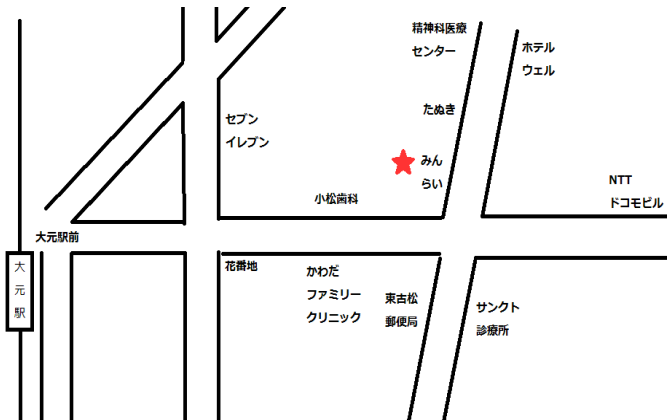 精神科医療
センター
ホテル
ウェル
たぬき
セブン
イレブン
みん
らい
小松歯科
NTT
ドコモビル
大元駅前
大
元
駅
花番地
かわだ
ファミリー
クリニック
東古松
郵便局
サンクト
診療所